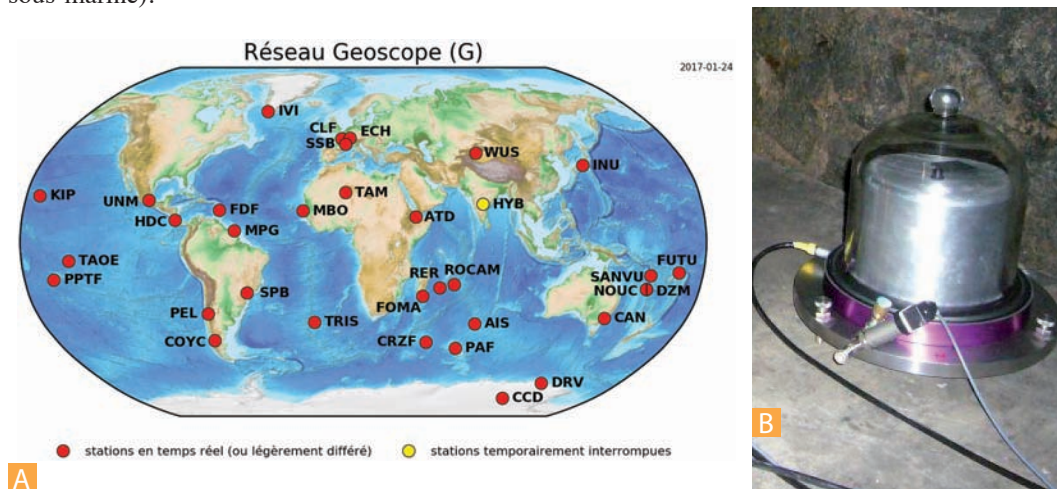 sous-marine).
Réseau Geoscope (G)
2017-01-24
IVI
CLF
ECH
SSB
WUS
INU
KIP
UNM
TAM
HYB
HDC
FDF
MBO
ATD
MPG
TAOE
RER ROCAM
FUTU
PPTF
SANVU
SPB
NOUC
DZM
FOMA
PEL
TRIS
AIS
CAN
COYC
CRZF
PAF
DRV
CCD
stations en temps réel (ou légèrement différé)
stations temporairement interrompues
A
B